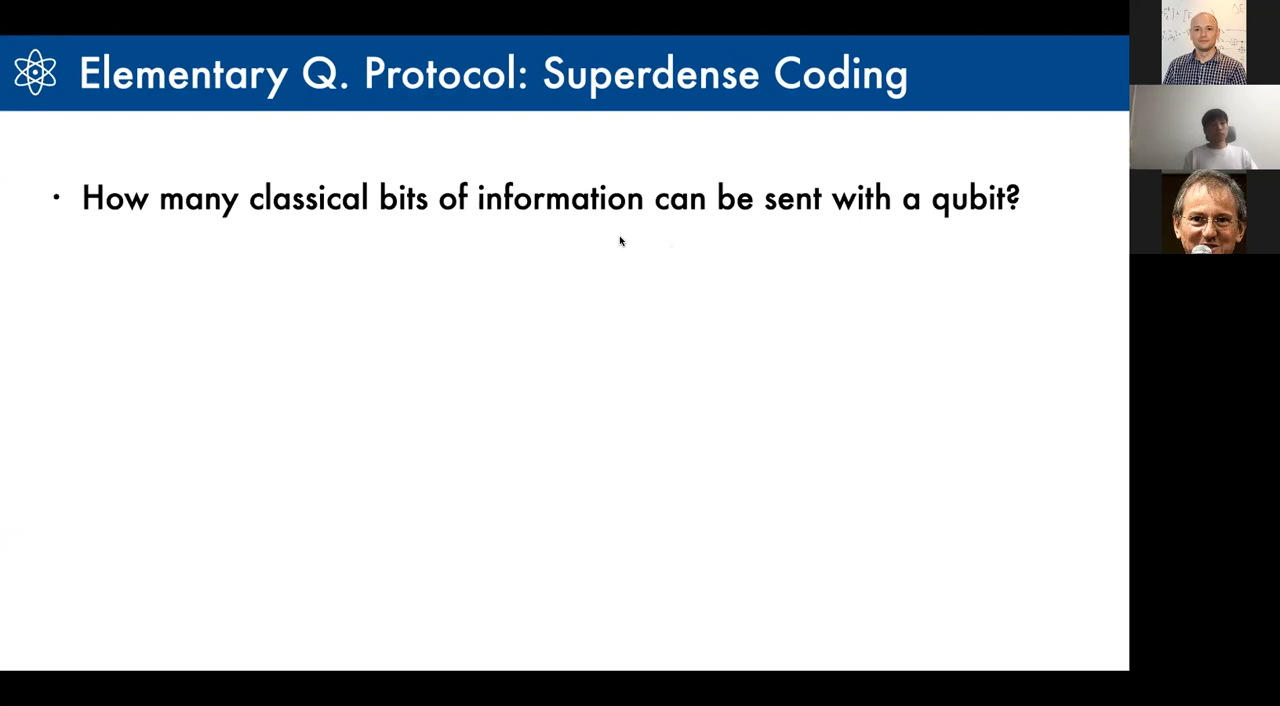 Elementary Q. Protocol: Superdense Coding
· How many classical bits of information can be sent with a qubit?